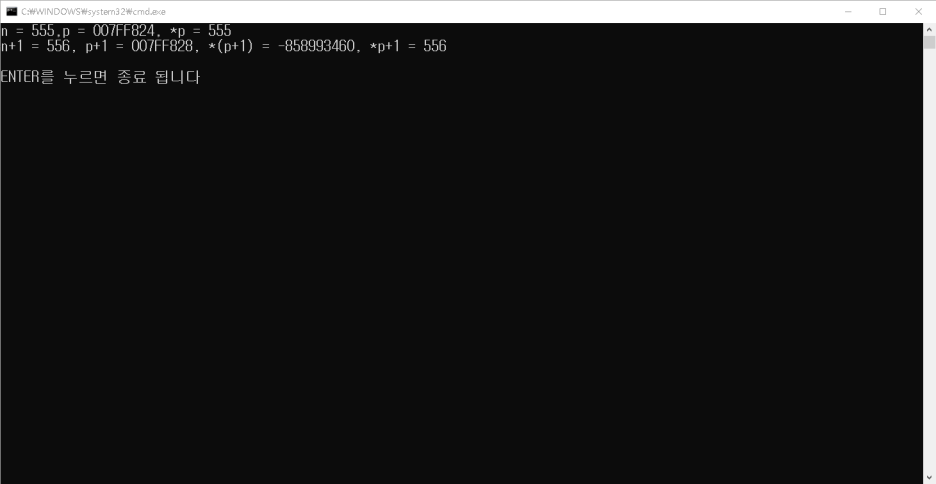 C:₩WINDOWS₩system32₩cmd.exe
n = 555,p = 007FF824, *p = 555
n+1 = 556, p+1 = 007FF828, *(p+1) = -858993460, *p+1 = 556
ENTER를 누르면 종료 됩니다